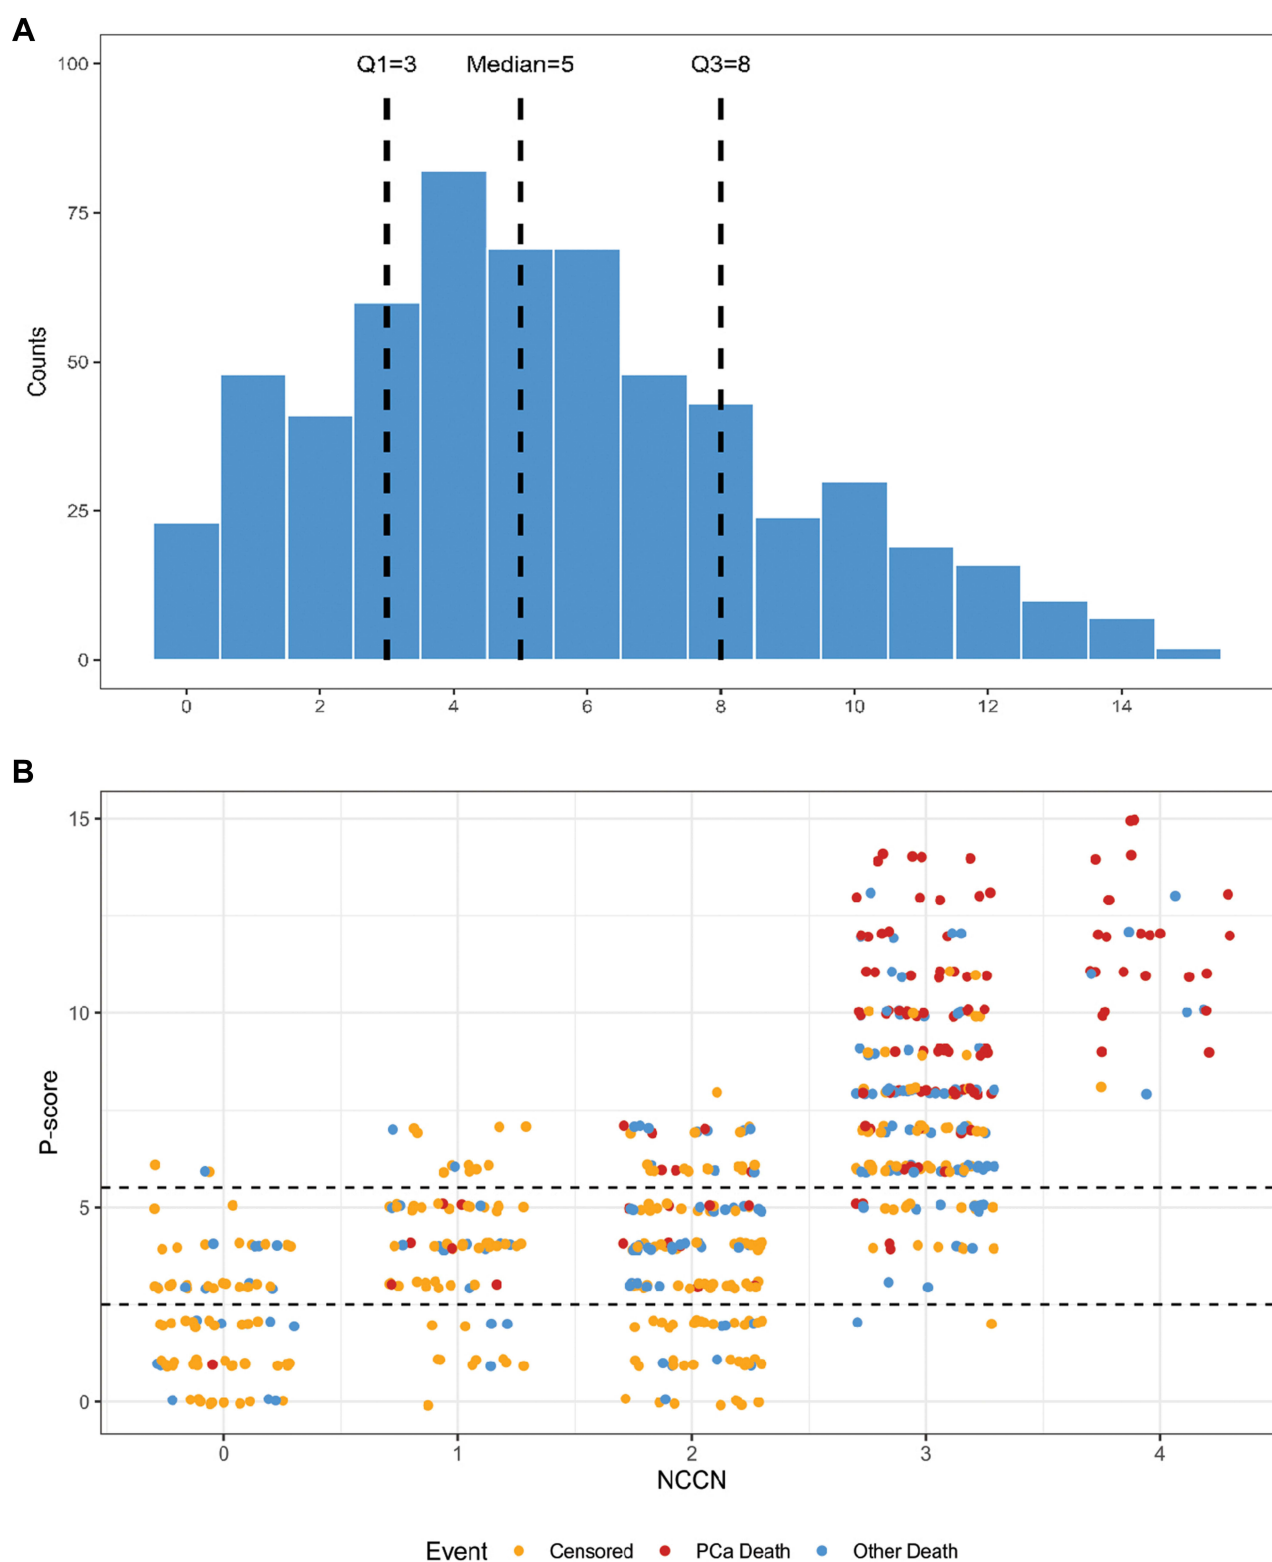 A
Q1=3 Median=5 Q3=8
100
75
50
25
0
Counts
0 2 4 6 8 10 12 14
B
15
10
5
0
P-score
0 1 2 3 4
NCCN
Event Censored PCa Death Other Death